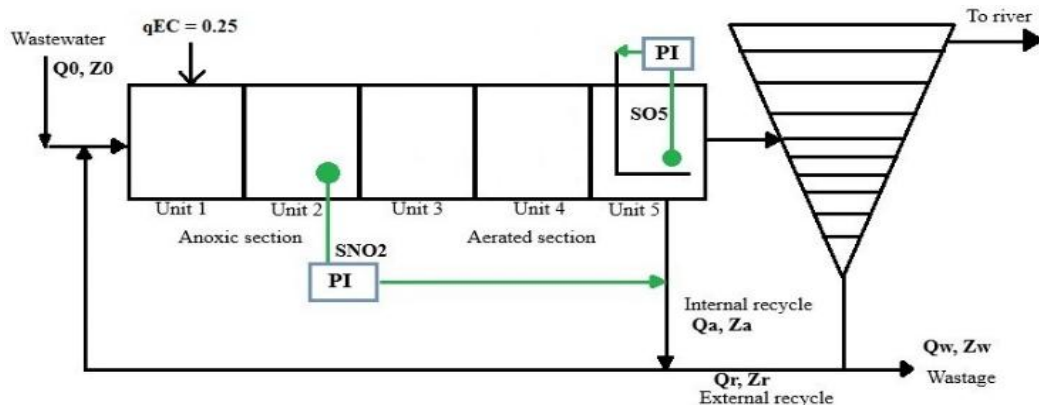 To river
qEC = 0.25
Wastewater
Q0, Z0
PI
SO5
Unit 1
Unit 2
Unit 3
Unit 4
Unit 5
Anoxic section
Aerated section
SNO2
PI
Internal recycle
Qa, Za
Qw, Zw
Wastage
Qr, Zr
External recycle